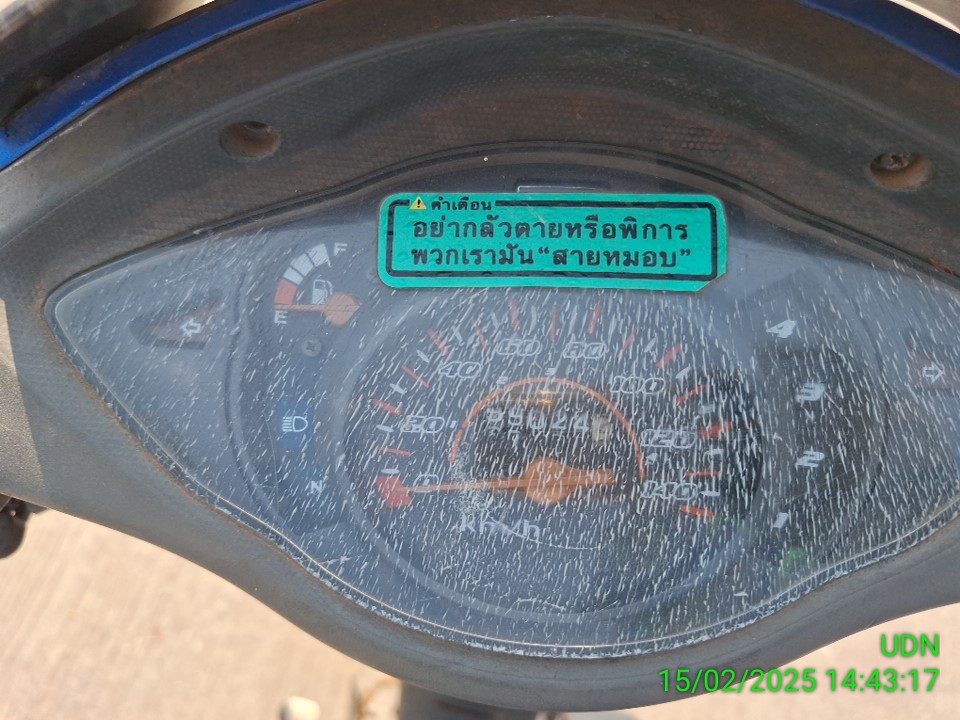 คำเตือน
อย่ากลัวตายหรือพิการ
พวกเรามัน “สายหมอบ”
F
E
4
60 80
40 100
3
20 120
2
0 140
N
1
km/h
UDN
15/02/2025 14:43:17